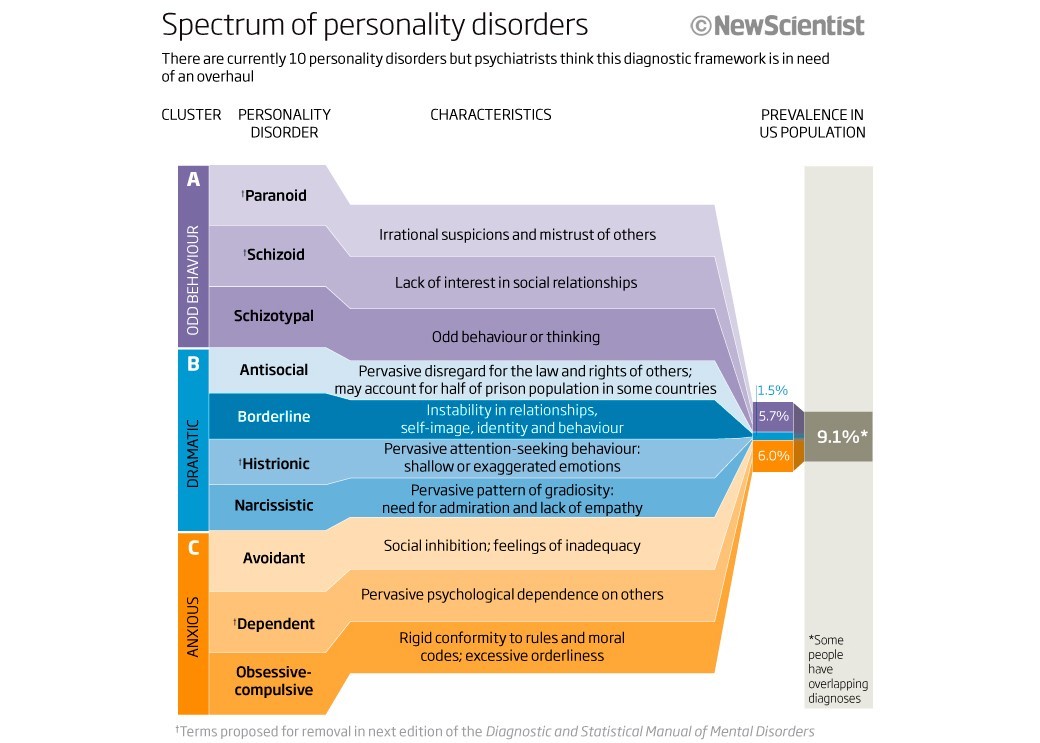 Spectrum of personality disorders
©NewScientist
There are currently 10 personality disorders but psychiatrists think this diagnostic framework is in need
of an overhaul
CLUSTER
PERSONALITY
DISORDER
CHARACTERISTICS
PREVALENCE IN
US POPULATION
A
ODD BEHAVIOUR
†Paranoid
Irrational suspicions and mistrust of others
†Schizoid
Lack of interest in social relationships
Schizotypal
Odd behaviour or thinking
B
DRAMATIC
Antisocial
Pervasive disregard for the law and rights of others;
may account for half of prison population in some countries
Borderline
Instability in relationships,
self-image, identity and behaviour
†Histrionic
Pervasive attention-seeking behaviour:
shallow or exaggerated emotions
Narcissistic
Pervasive pattern of gradiosity:
need for admiration and lack of empathy
C
ANXIOUS
Avoidant
Social inhibition; feelings of inadequacy
†Dependent
Pervasive psychological dependence on others
Obsessive-
compulsive
Rigid conformity to rules and moral
codes; excessive orderliness
1.5%
5.7%
6.0%
9.1%*
*Some
people
have
overlapping
diagnoses
†Terms proposed for removal in next edition of the Diagnostic and Statistical Manual of Mental Disorders